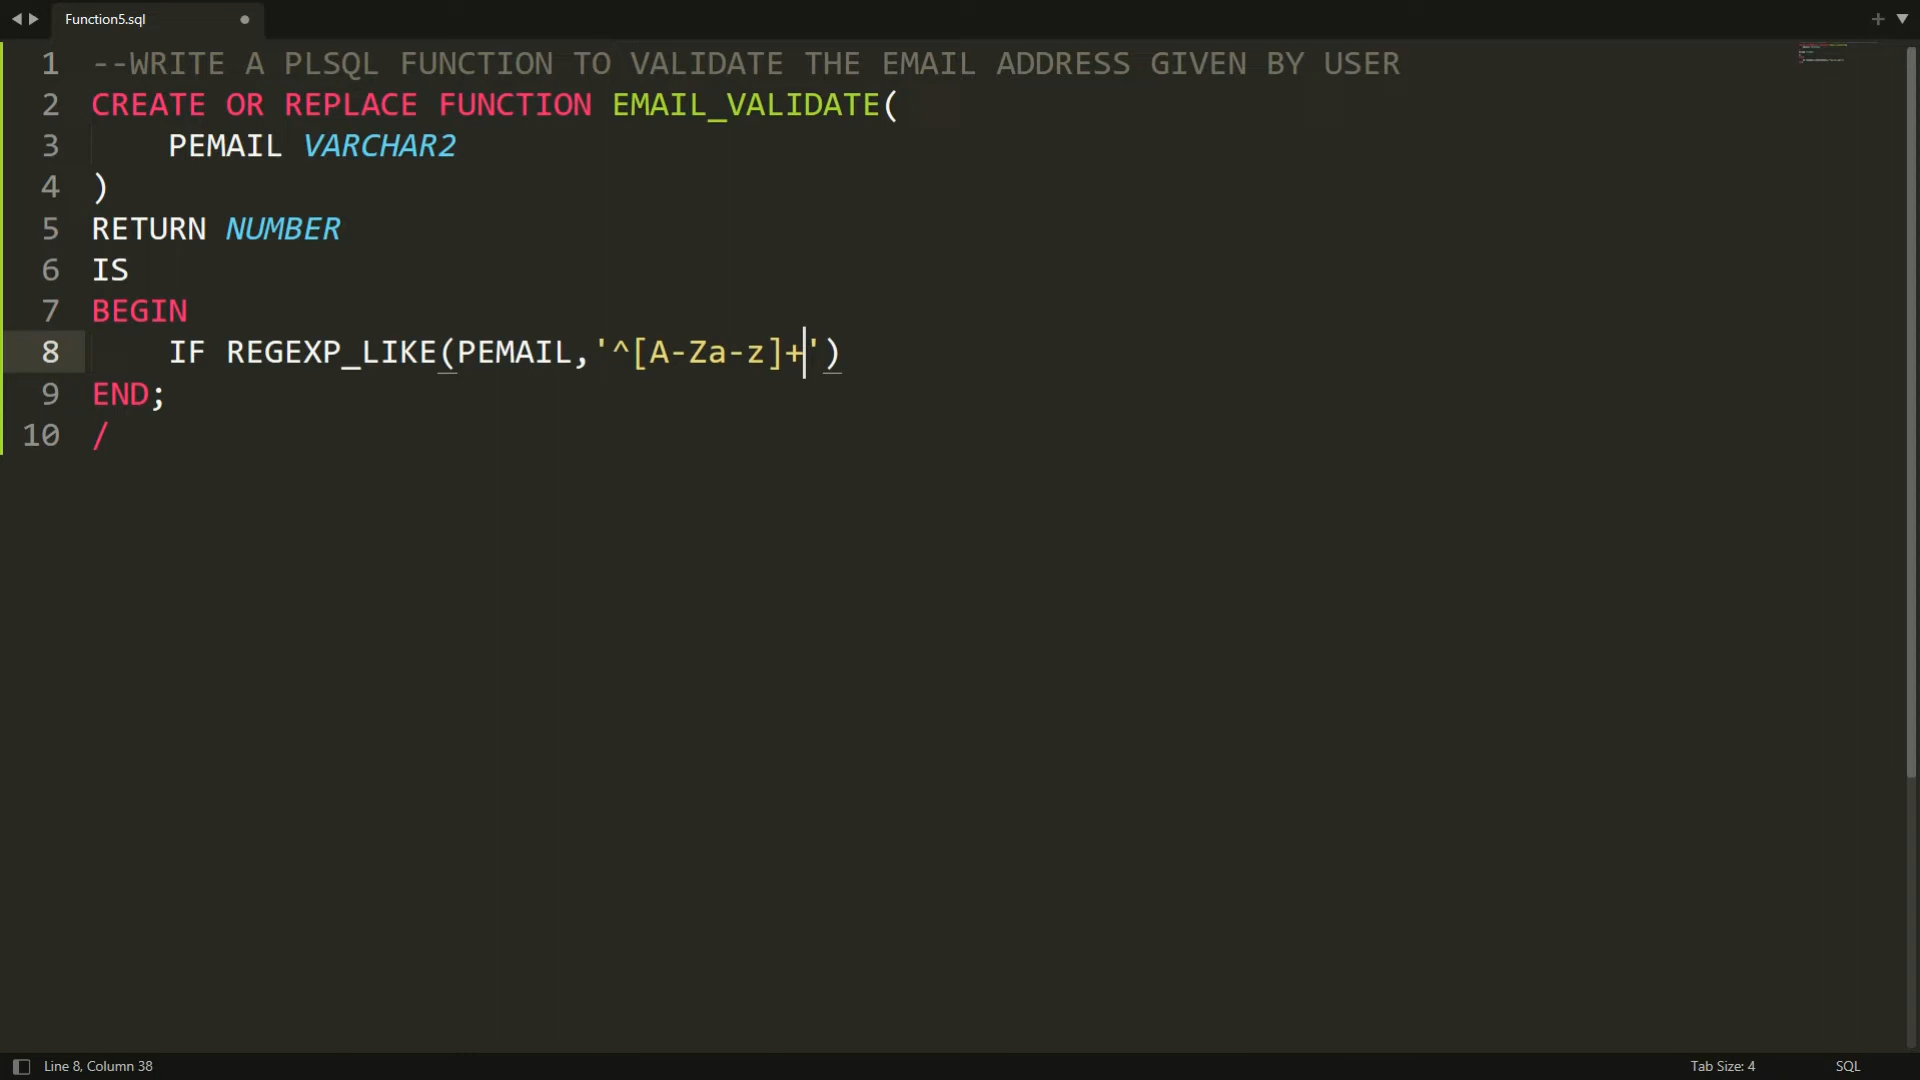 Function5.sql
1 --WRITE A PLSQL FUNCTION TO VALIDATE THE EMAIL ADDRESS GIVEN BY USER
2 CREATE OR REPLACE FUNCTION EMAIL_VALIDATE(
3 PEMAIL VARCHAR2
4 )
5 RETURN NUMBER
6 IS
7 BEGIN
8 IF REGEXP_LIKE(PEMAIL,'^[A-Za-z]+')
9 END;
10 /
Line 8, Column 38 Tab Size: 4 SQL